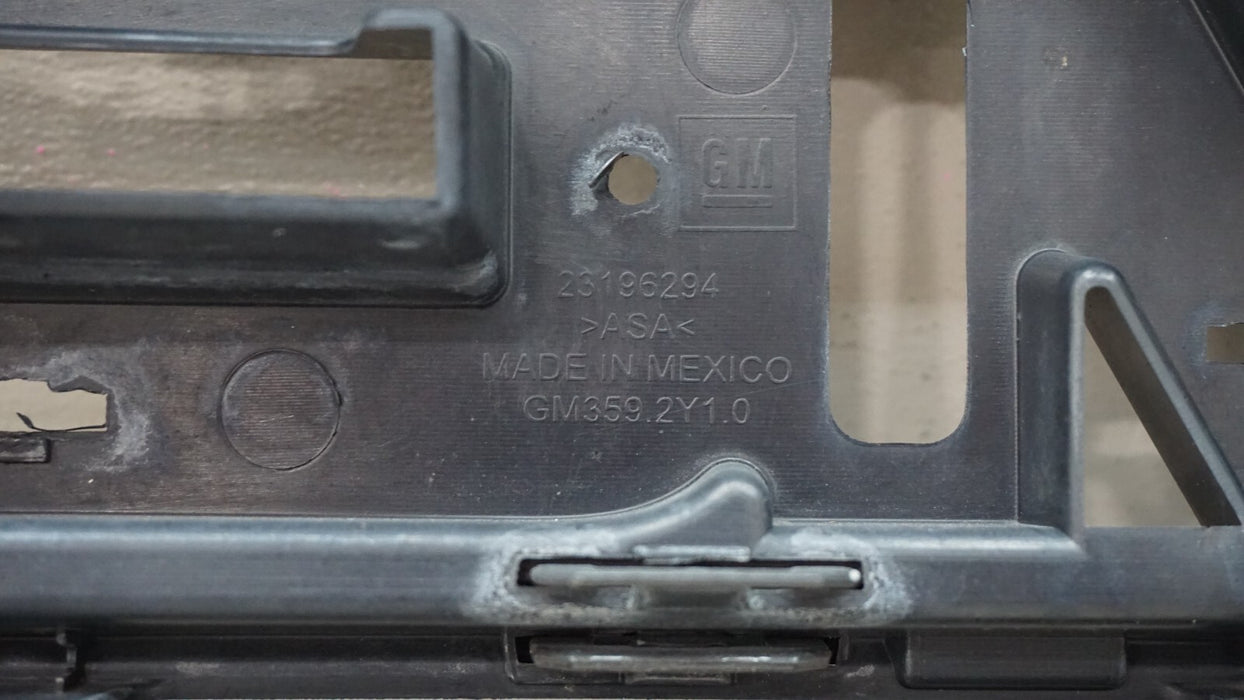 GM
23196294
>ASA<
MADE IN MEXICO
GM359.2Y1.0